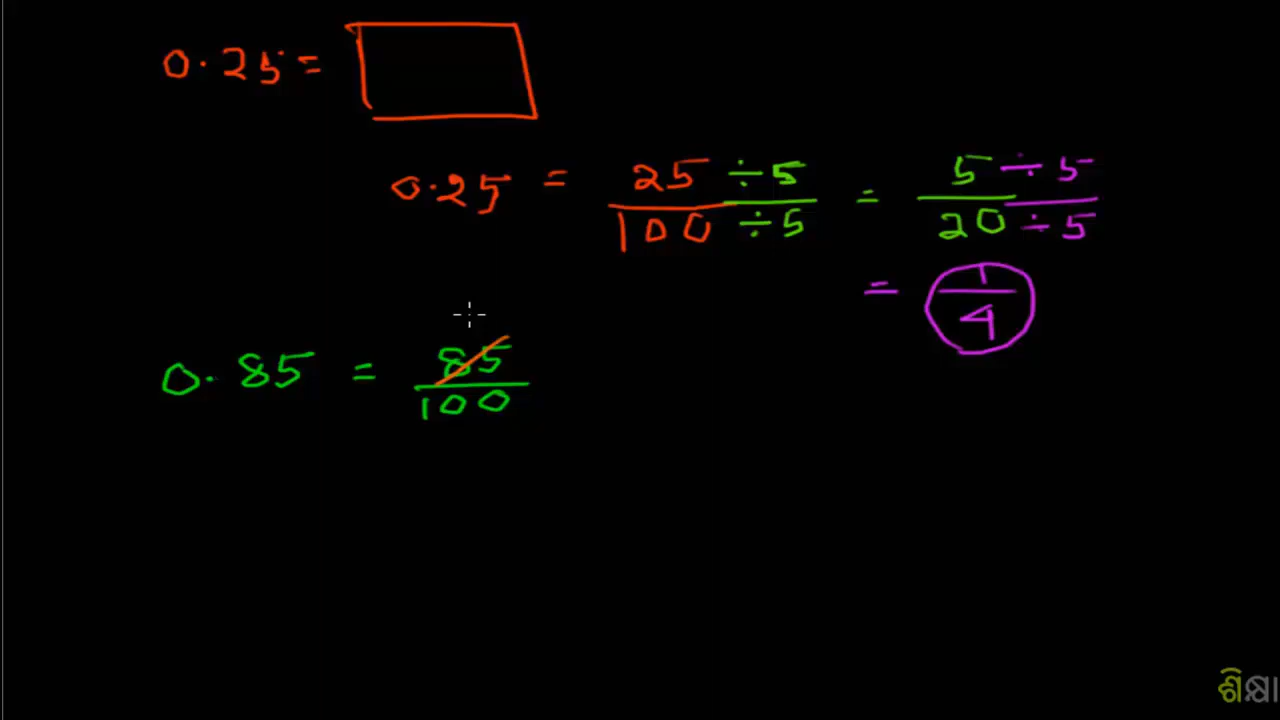 0.25 =
0.25 = 25 ÷5 / 100 ÷5 = 5 ÷5 / 20 ÷5
= 1/4
0.85 = 85/100
ଶିକ୍ଷା